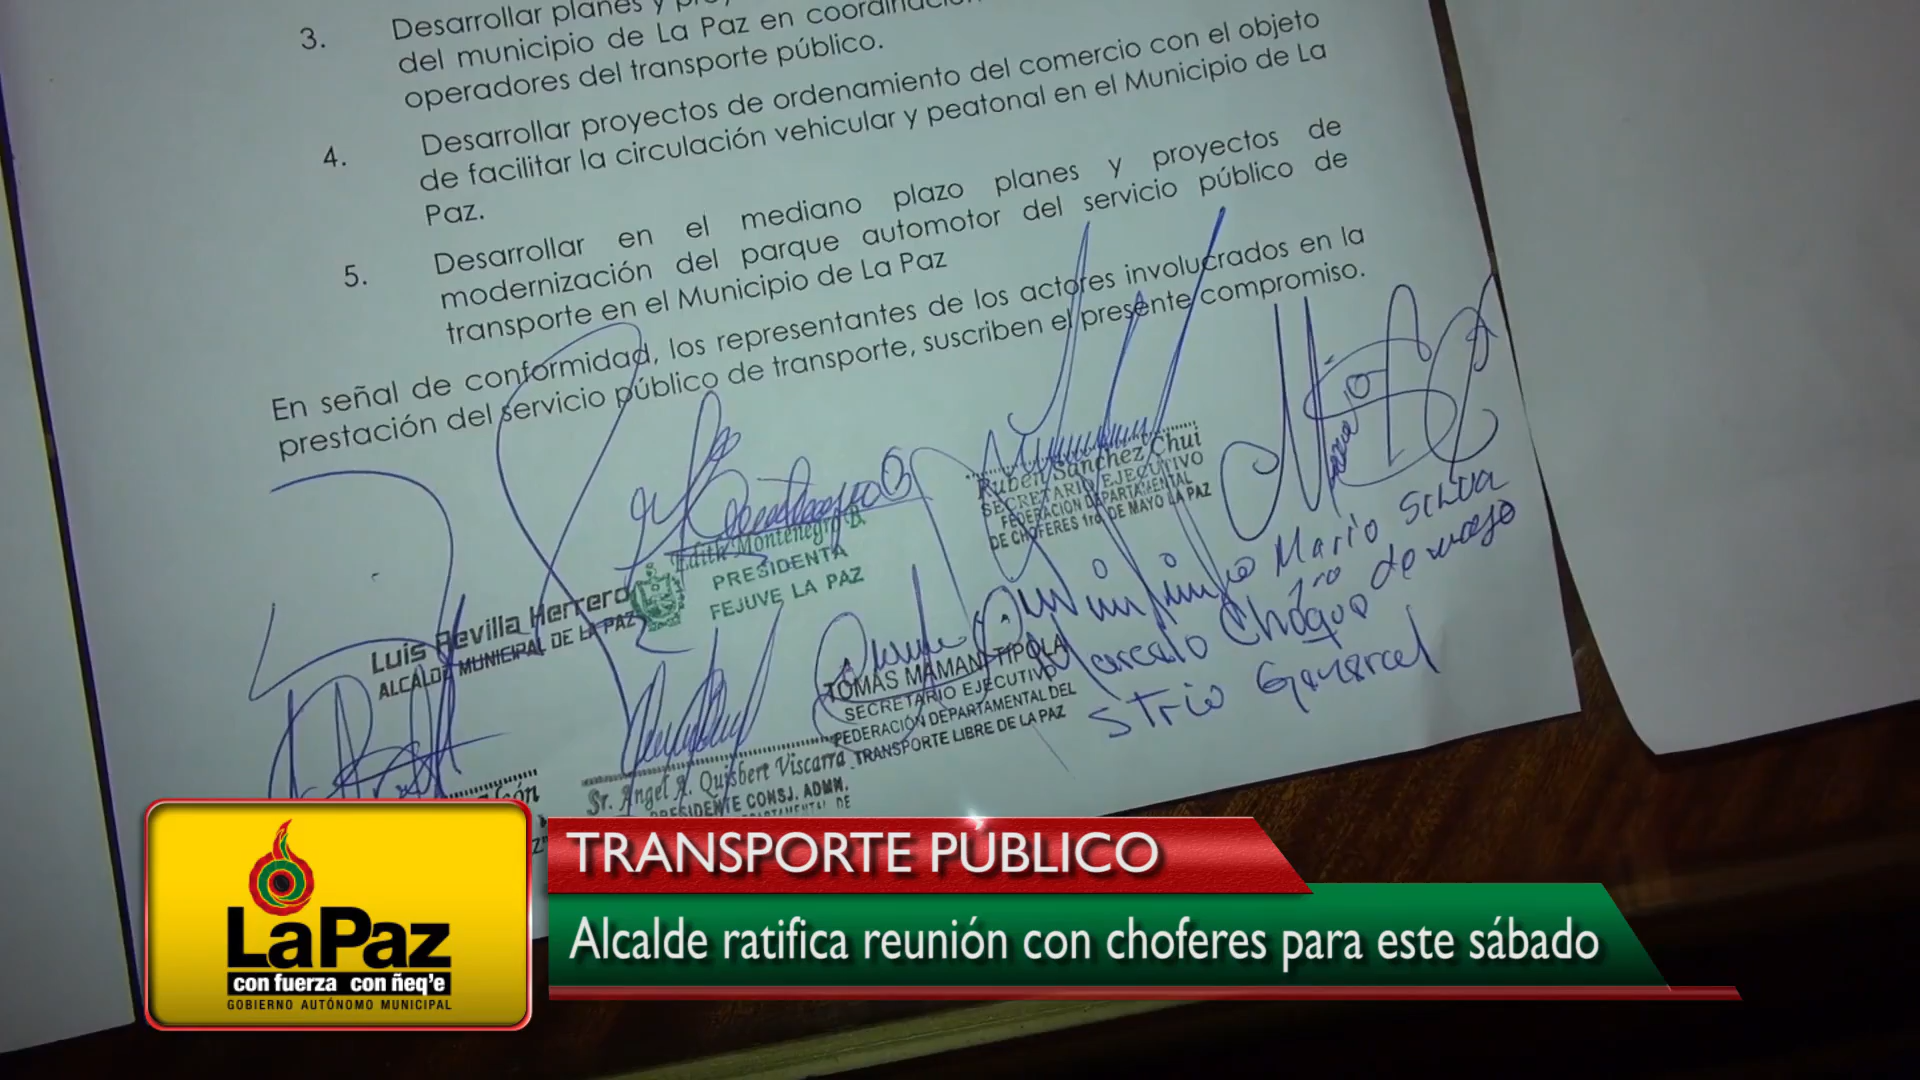 3. Desarrollar planes y
del municipio de La Paz en
operadores del transporte público.
4. Desarrollar proyectos de ordenamiento del comercio con el objeto
de facilitar la circulación vehicular y peatonal en el Municipio de La
Paz.
5. Desarrollar en el mediano plazo planes y proyectos de
modernización del parque automotor del servicio público de
transporte en el Municipio de La Paz
En señal de conformidad, los representantes de los actores involucrados en la
prestación del servicio público de transporte, suscriben el presente compromiso.
Ruben Sánchez Chui
SECRETARIO EJECUTIVO
FEDERACION DEPARTAMENTAL
DE CHOFERES 1ro. DE MAYO LA PAZ
Edith Montenegro B.
PRESIDENTA
FEJUVE LA PAZ
Luis Revilla Herrero
ALCALDE MUNICIPAL DE LA PAZ
Mario Silva
1ro de mayo
Marcelo Choque
Strio General
TOMAS MAMANI TIPOLA
SECRETARIO EJECUTIVO
FEDERACIÓN DEPARTAMENTAL DEL
TRANSPORTE LIBRE DE LA PAZ
Sr. Angel A. Quisbert Viscarra
PRESIDENTE CONSJ. ADMN.
TRANSPORTE PÚBLICO
Alcalde ratifica reunión con choferes para este sábado
LaPaz
con fuerza con ñeq'e
GOBIERNO AUTÓNOMO MUNICIPAL